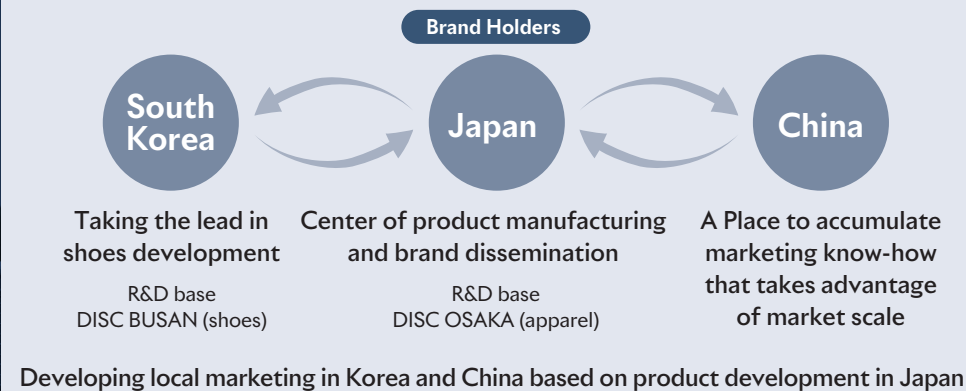 Brand Holders
South
Korea
Japan
China
Taking the lead in
shoes development
R&D base
DISC BUSAN (shoes)
Center of product manufacturing
and brand dissemination
R&D base
DISC OSAKA (apparel)
A Place to accumulate
marketing know-how
that takes advantage
of market scale
Developing local marketing in Korea and China based on product development in Japan